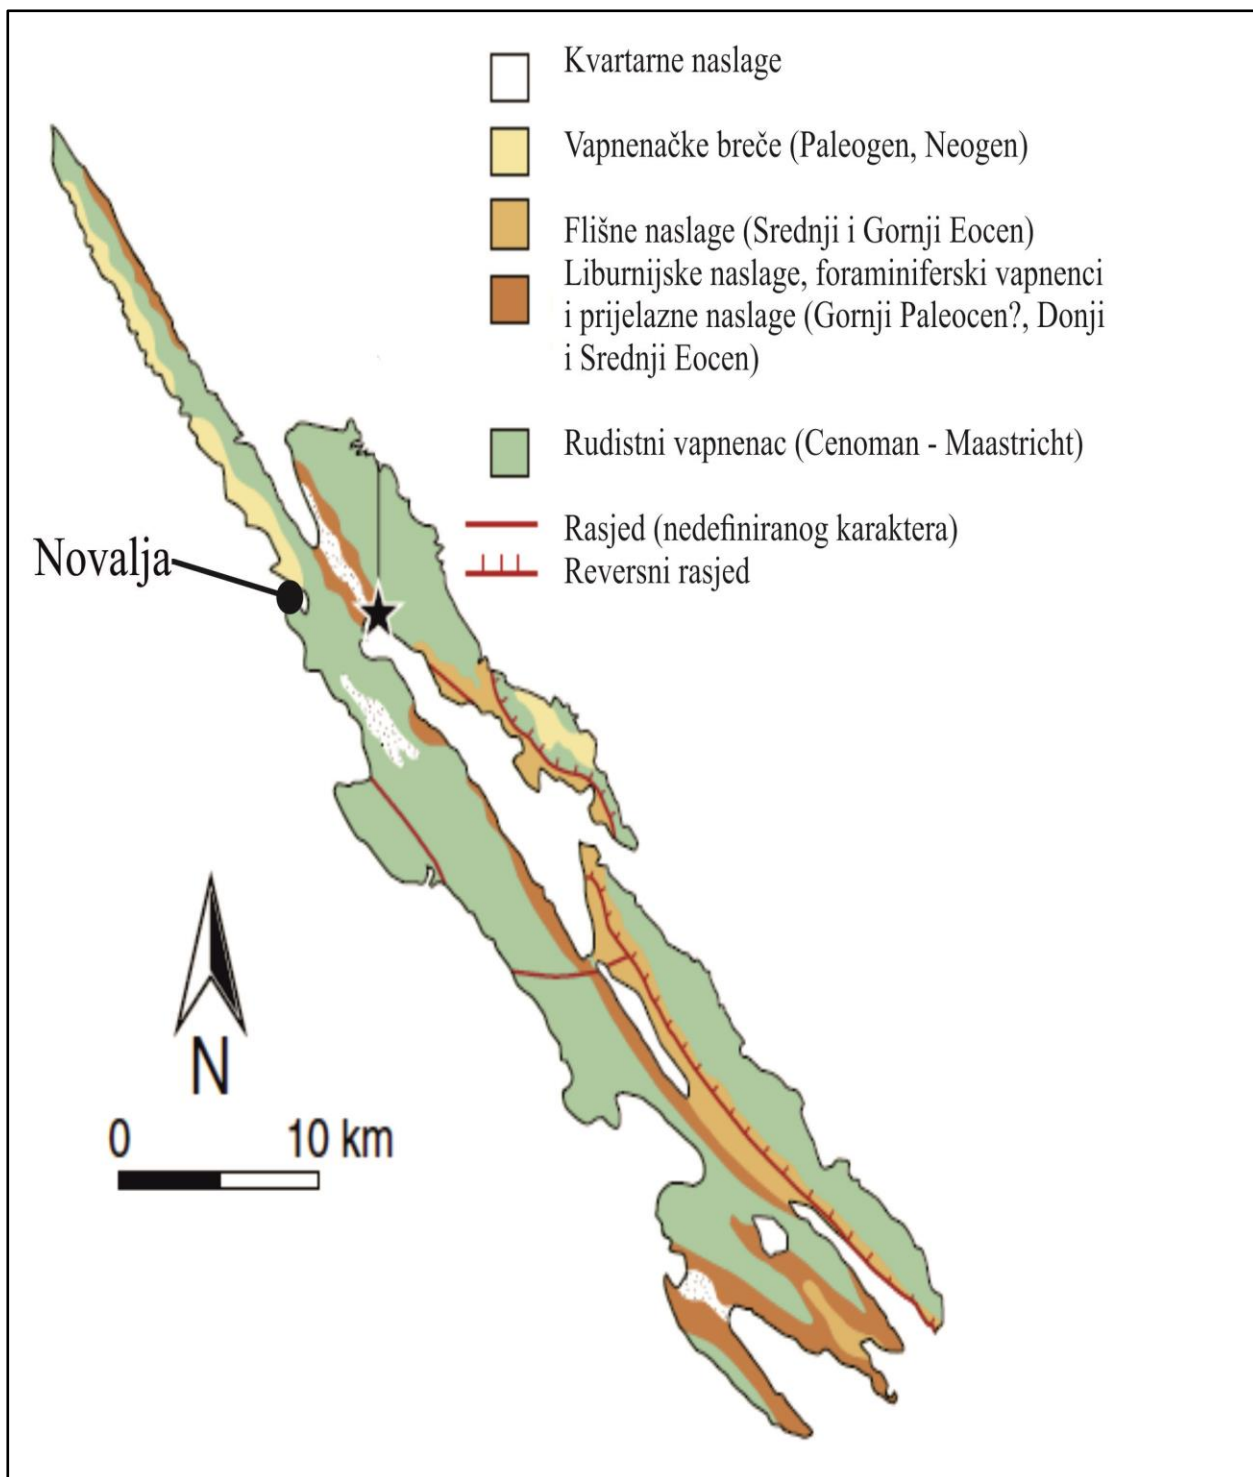 Kvartarne naslage
Vapnenačke breče (Paleogen, Neogen)
Flišne naslage (Srednji i Gornji Eocen)
Liburnijske naslage, foraminiferski vapnenci
i prijelazne naslage (Gornji Paleocen?, Donji
i Srednji Eocen)
Rudistni vapnenac (Cenoman - Maastricht)
Rasjed (nedefiniranog karaktera)
Reversni rasjed
Novalja
N
0 10 km